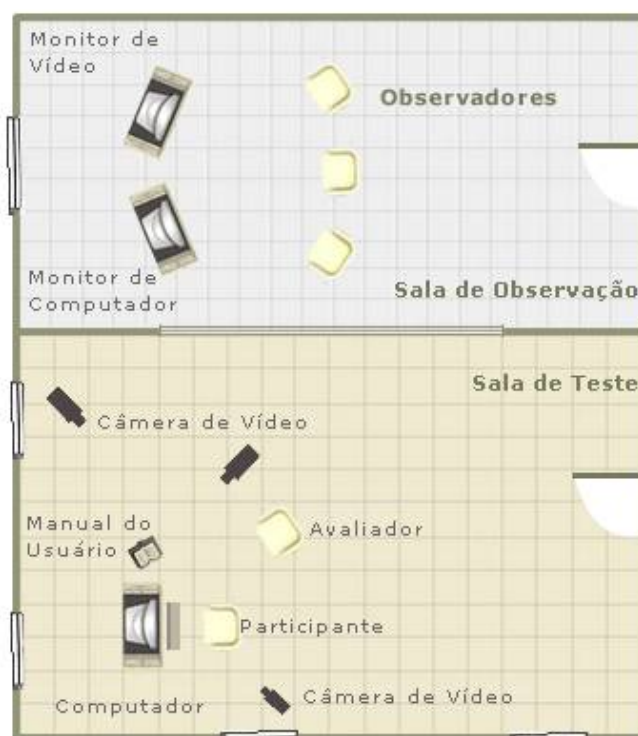 Monitor de
Vídeo
Observadores
Monitor de
Computador
Sala de Observação
Sala de Teste
Câmera de Vídeo
Manual do
Usuário
Avaliador
Participante
Câmera de Vídeo
Computador